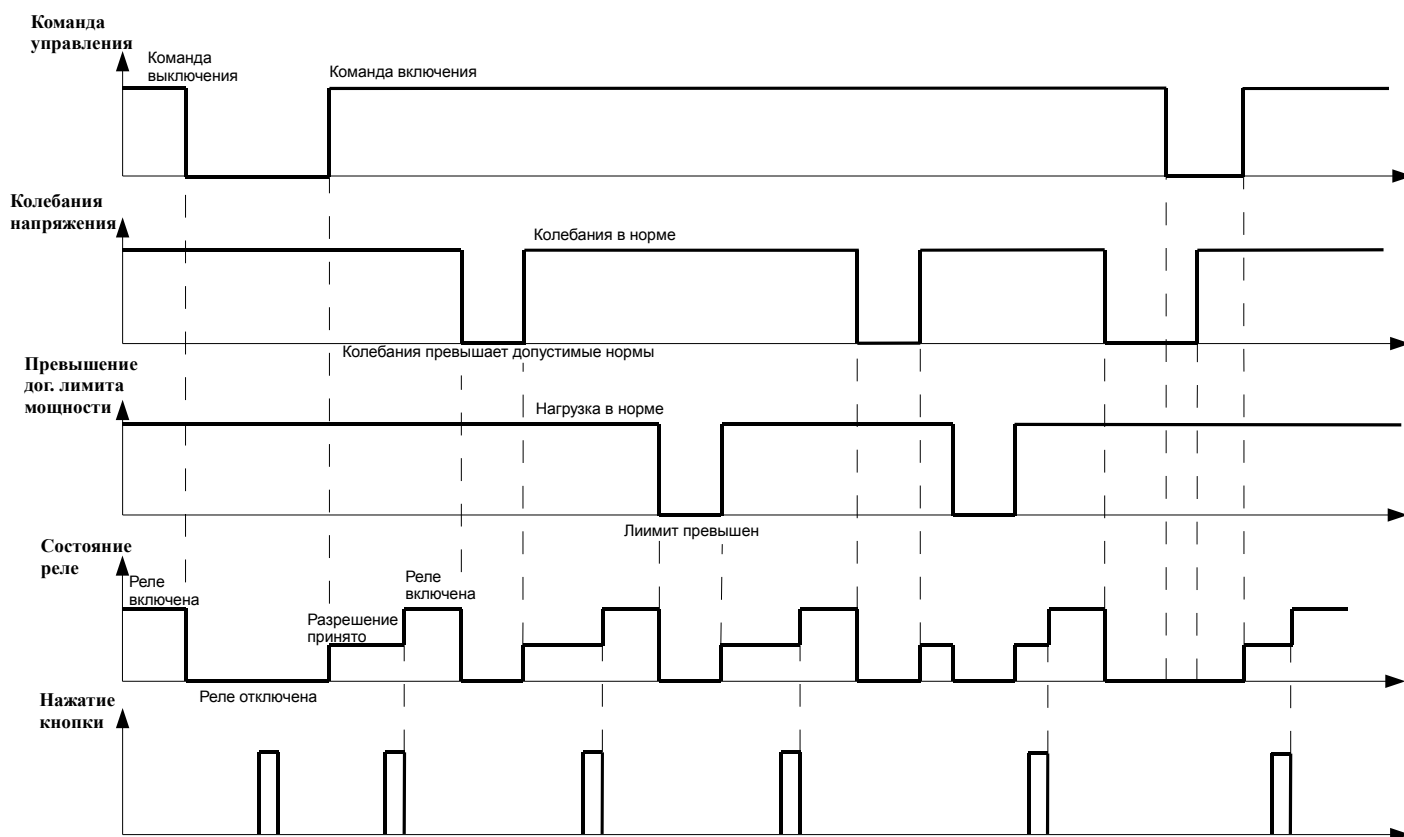 Команда
управления
Команда
выключения
Команда включения
Колебания
напряжения
Колебания в норме
Колебания превышает допустимые нормы
Превышение
дог. лимита
мощности
Нагрузка в норме
Лиимит превышен
Состояние
реле
Реле
включена
Реле
включена
Разрешение
принято
Реле отключена
Нажатие
кнопки